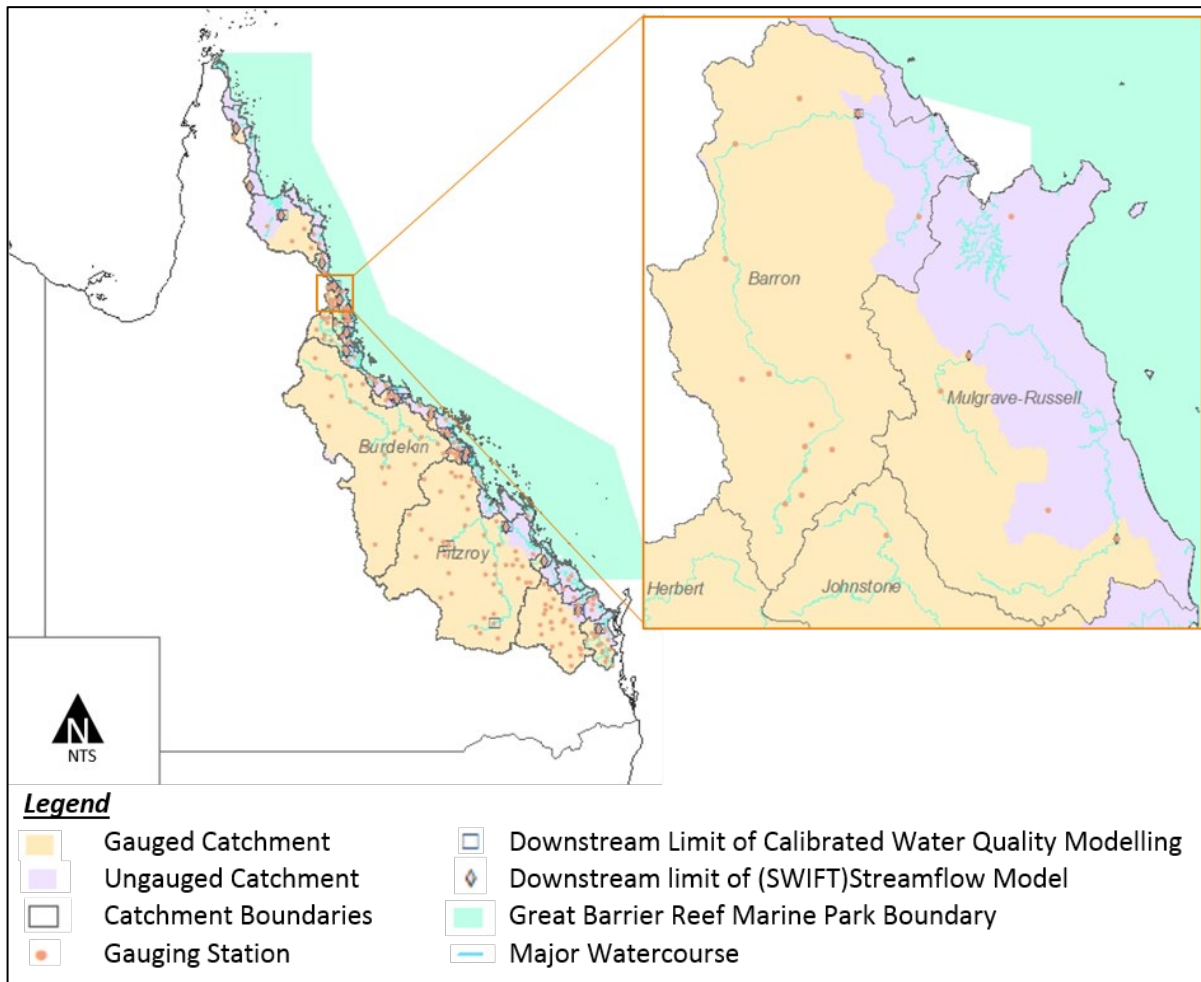 Barron
Mulgrave-Russell
Herbert
Johnstone
Burdekin
Fitzroy
N
NTS
Legend
Gauged Catchment
Ungauged Catchment
Catchment Boundaries
Gauging Station
Downstream Limit of Calibrated Water Quality Modelling
Downstream limit of (SWIFT)Streamflow Model
Great Barrier Reef Marine Park Boundary
Major Watercourse